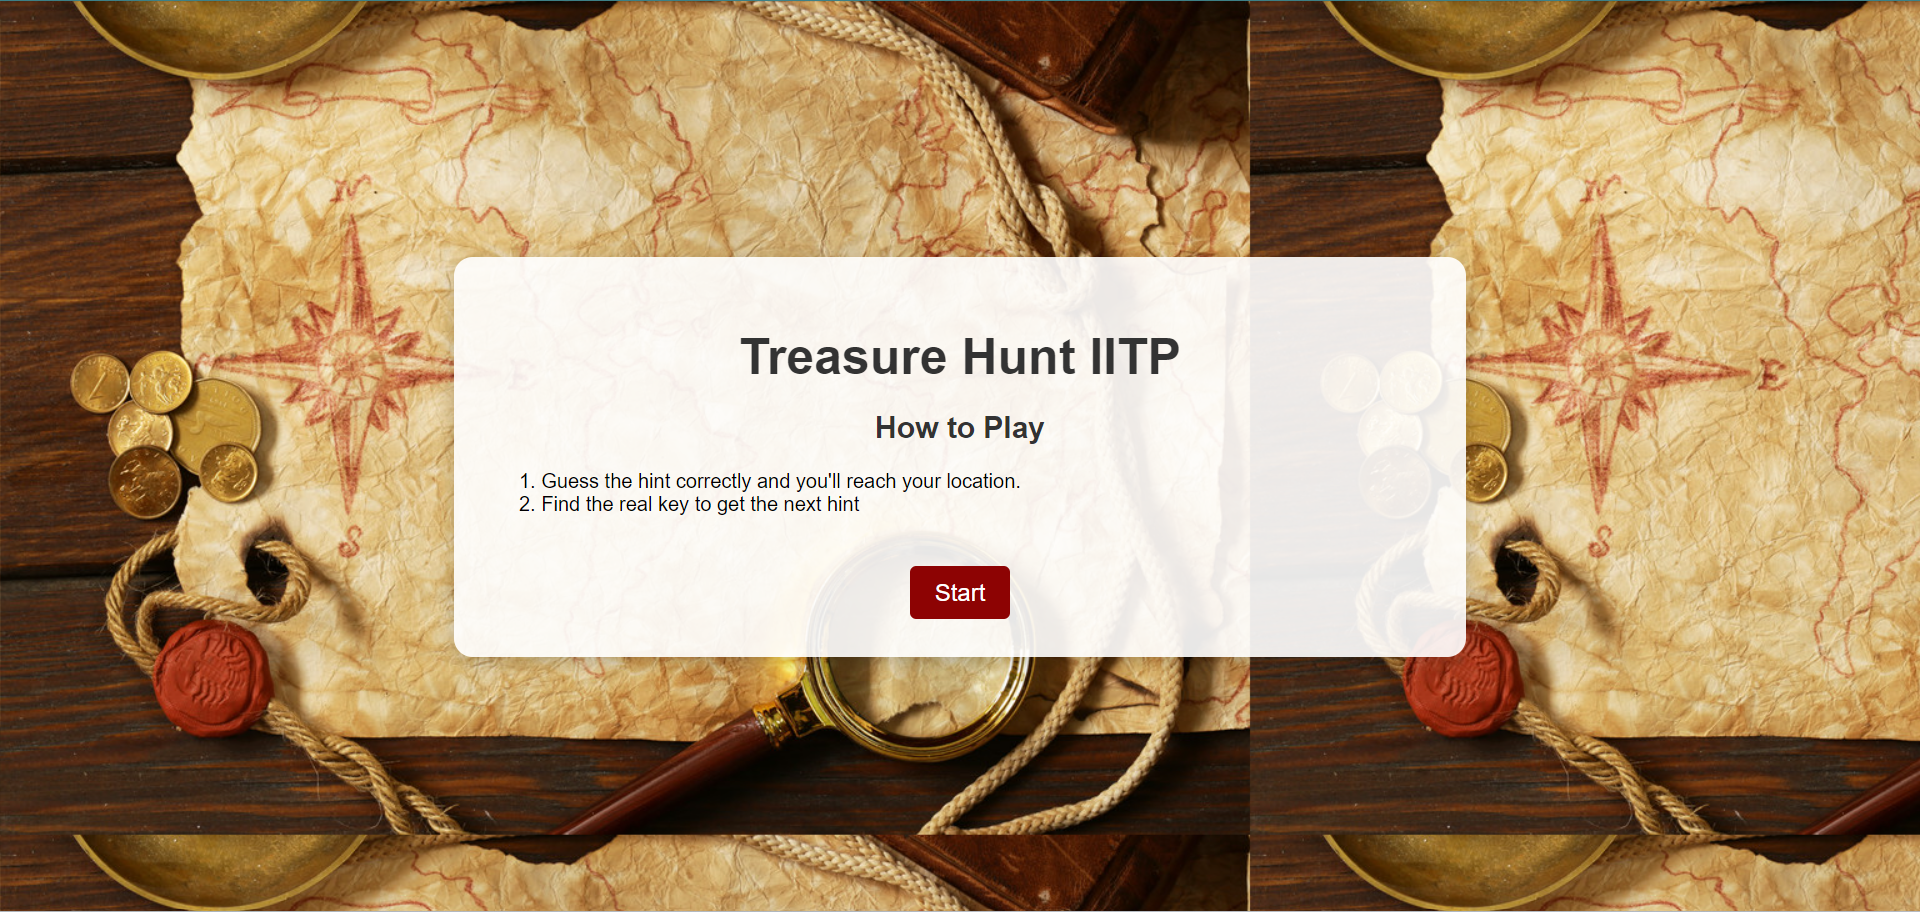 Treasure Hunt IITP
How to Play
1. Guess the hint correctly and you'll reach your location.
2. Find the real key to get the next hint
Start
N
N
E
E
S
S